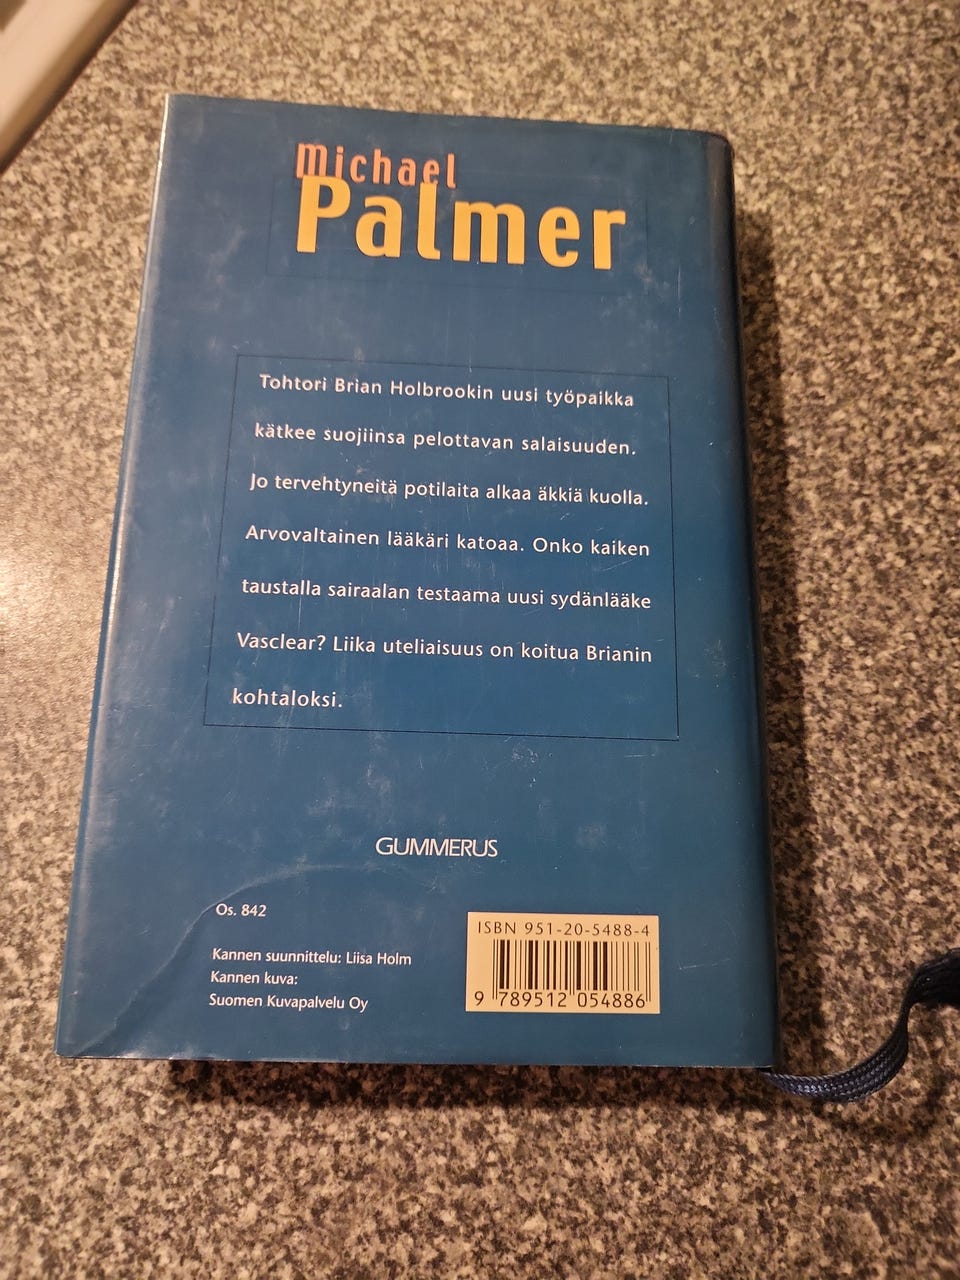 michael
Palmer
Tohtori Brian Holbrookin uusi työpaikka
kätkee suojiinsa pelottavan salaisuuden.
Jo tervehtyneitä potilaita alkaa äkkiä kuolla.
Arvovaltainen lääkäri katoaa. Onko kaiken
taustalla sairaalan testaama uusi sydänlääke
Vasclear? Liika uteliaisuus on koitua Brianin
kohtaloksi.
GUMMERUS
Os. 842
Kannen suunnittelu: Liisa Holm
Kannen kuva:
Suomen Kuvapalvelu Oy
ISBN 951-20-5488-4
9 789512 054886